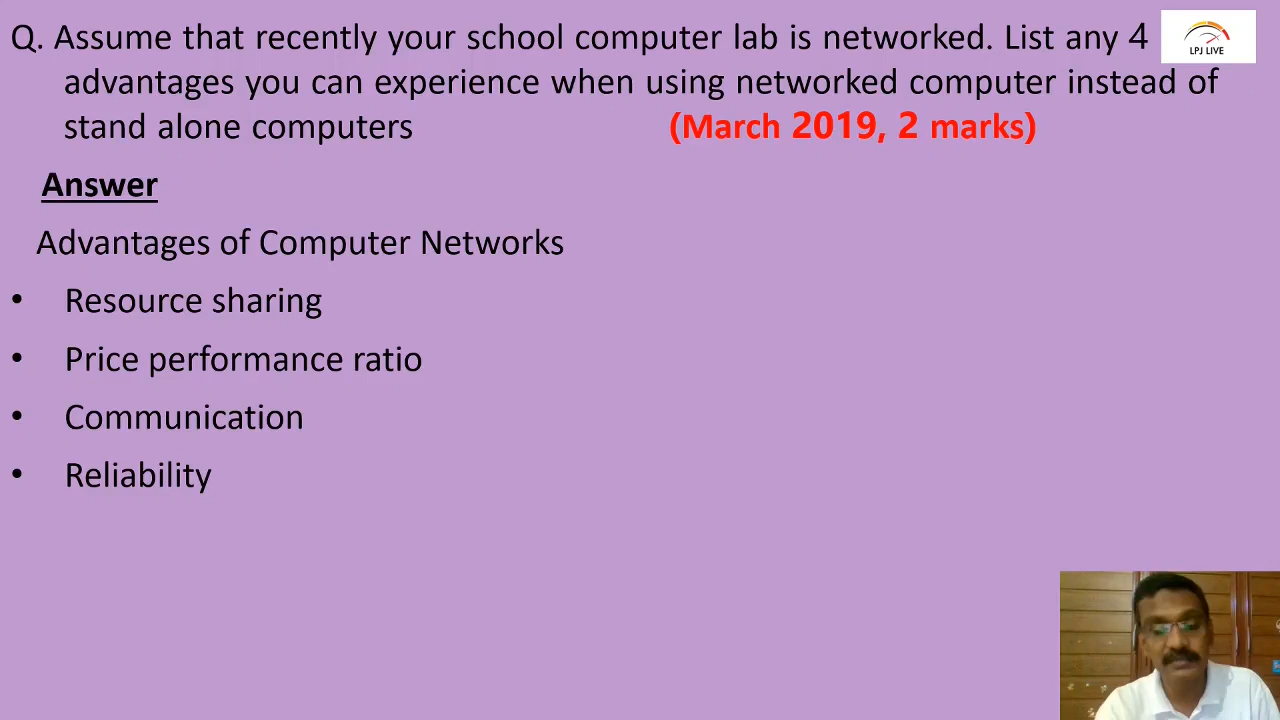 Q. Assume that recently your school computer lab is networked. List any 4
LPJ LIVE
advantages you can experience when using networked computer instead of
stand alone computers (March 2019, 2 marks)
Answer
Advantages of Computer Networks
• Resource sharing
• Price performance ratio
• Communication
• Reliability